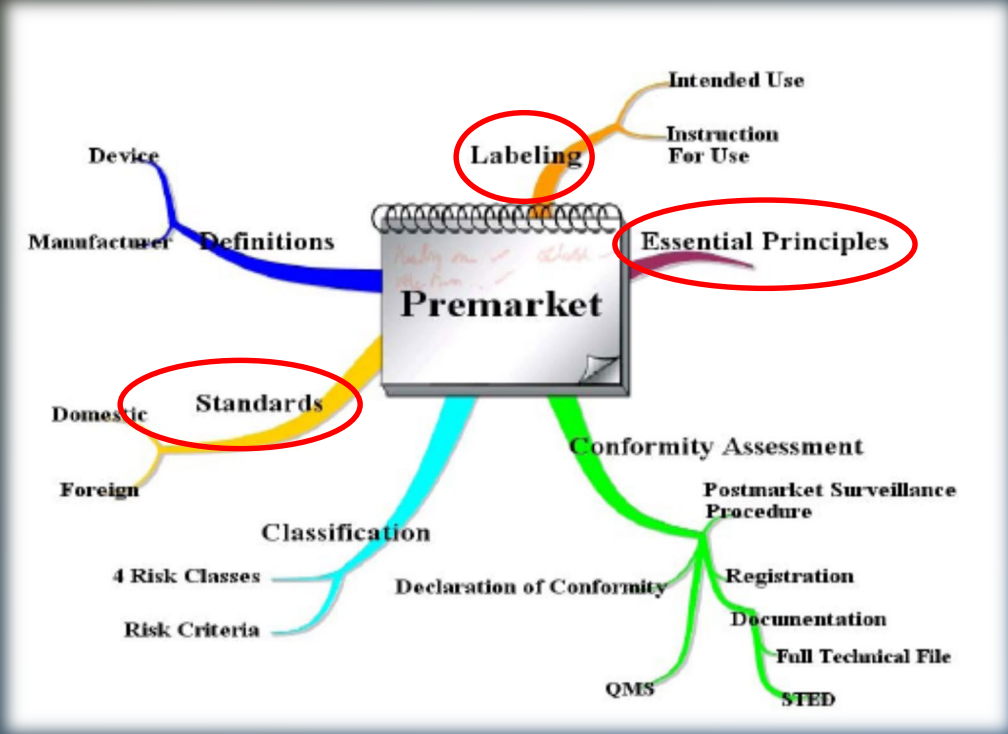 Intended Use
Instruction
For Use
Labeling
Device
Manufacturer
Definitions
Essential Principles
Premarket
Standards
Domestic
Foreign
Conformity Assessment
Postmarket Surveillance
Procedure
Classification
4 Risk Classes
Risk Criteria
Declaration of Conformity
Registration
Documentation
Full Technical File
QMS
STED